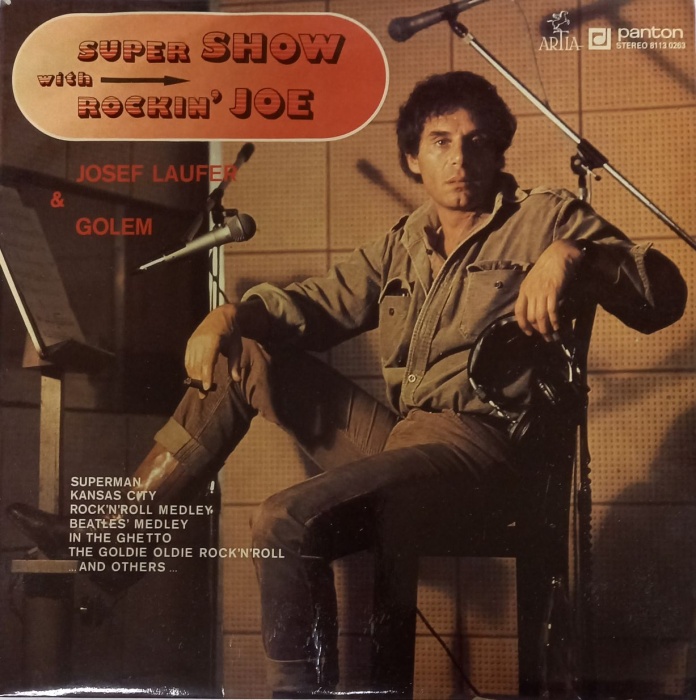 SUPER SHOW
with
ROCKIN' JOE
ARTIA
panton
STEREO 8113 0263
JOSEF LAUFER
&
GOLEM
SUPERMAN
KANSAS CITY
ROCK'N'ROLL MEDLEY
BEATLES' MEDLEY
IN THE GHETTO
THE GOLDIE OLDIE ROCK'N'ROLL
...AND OTHERS...